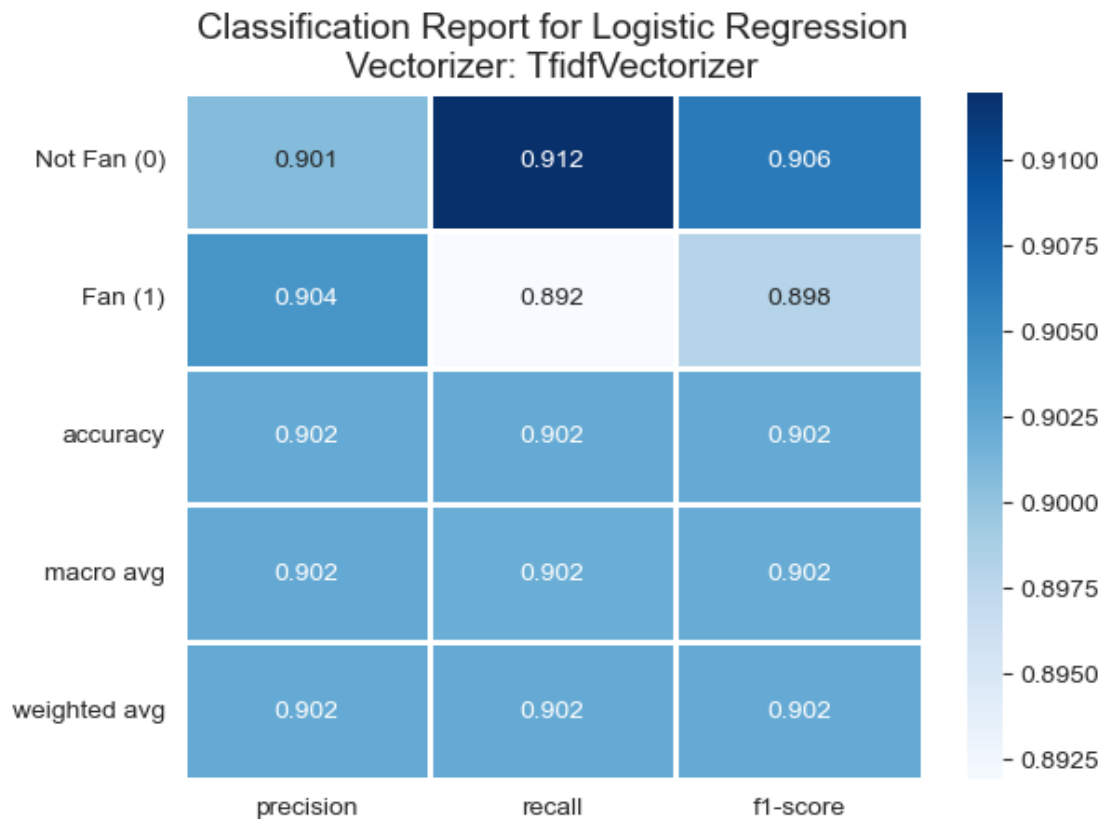 Classification Report for Logistic Regression
Vectorizer: TfidfVectorizer
Not Fan (0) 0.901 0.912 0.906
Fan (1) 0.904 0.892 0.898
accuracy 0.902 0.902 0.902
macro avg 0.902 0.902 0.902
weighted avg 0.902 0.902 0.902
precision recall f1-score
0.9100
0.9075
0.9050
0.9025
0.9000
0.8975
0.8950
0.8925